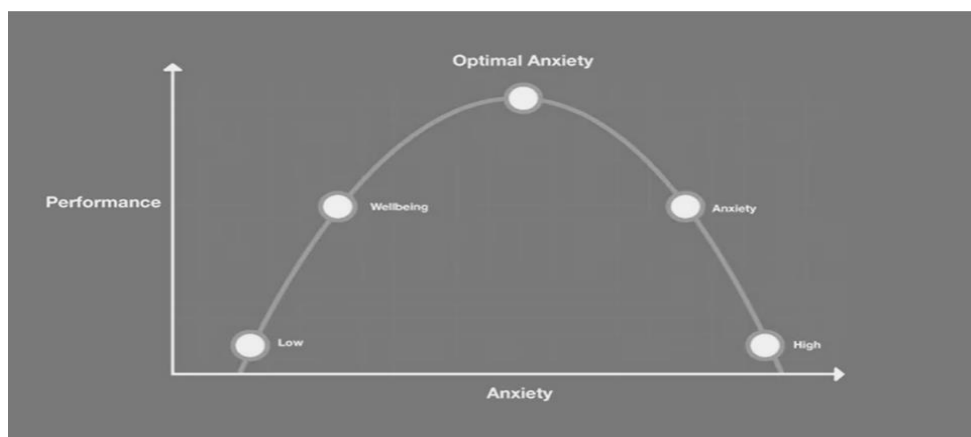 Optimal Anxiety
Performance
Wellbeing
Anxiety
Low
High
Anxiety